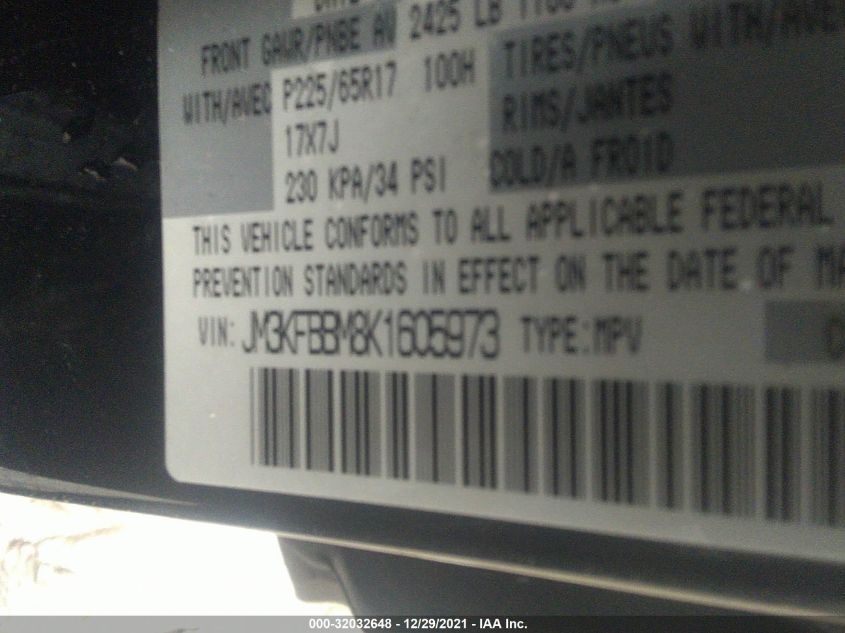 FRONT GAWR/PNBE AV 2425 LB
WITH/AVEC P225/65R17 100H TIRES/PNEUS WITH/AVEC
17X7J RIMS/JANTES
230 KPA/34 PSI COLD/A FROID
THIS VEHICLE CONFORMS TO ALL APPLICABLE FEDERAL
PREVENTION STANDARDS IN EFFECT ON THE DATE OF MA
VIN: JM3KFBBM8K1605973 TYPE:MPV
000-32032648 - 12/29/2021 - IAA Inc.